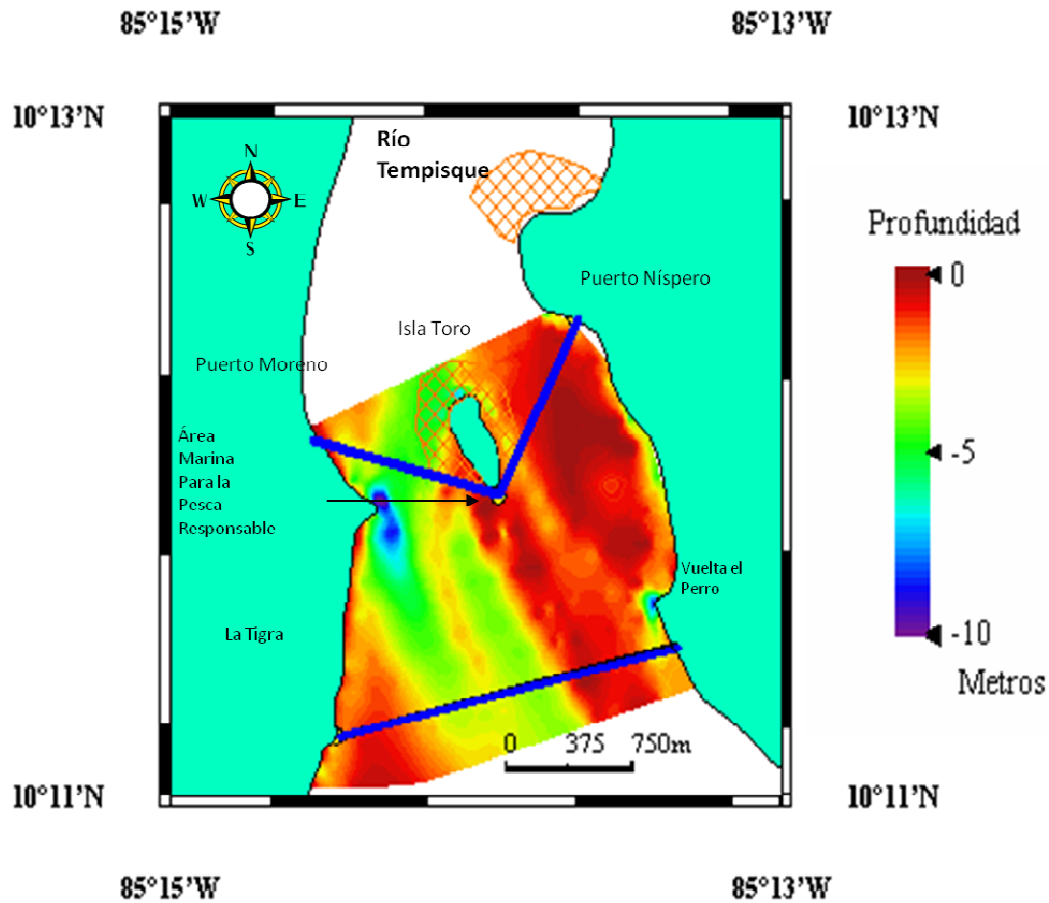 85°15’W
85°13’W
10°13’N
10°13’N
Río
Tempisque
N
W
E
S
Profundidad
0
-5
-10
Metros
Puerto Níspero
Isla Toro
Puerto Moreno
Área
Marina
Para la
Pesca
Responsable
Vuelta el
Perro
La Tigra
0 375 750m
10°11’N
10°11’N
85°15’W
85°13’W